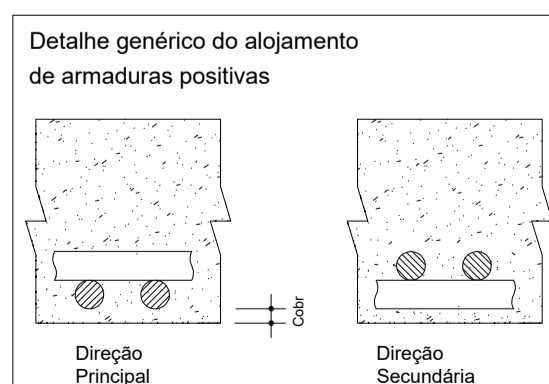 Detalhe genérico do alojamento
de armaduras positivas
Cobr
Direção
Principal
Direção
Secundária